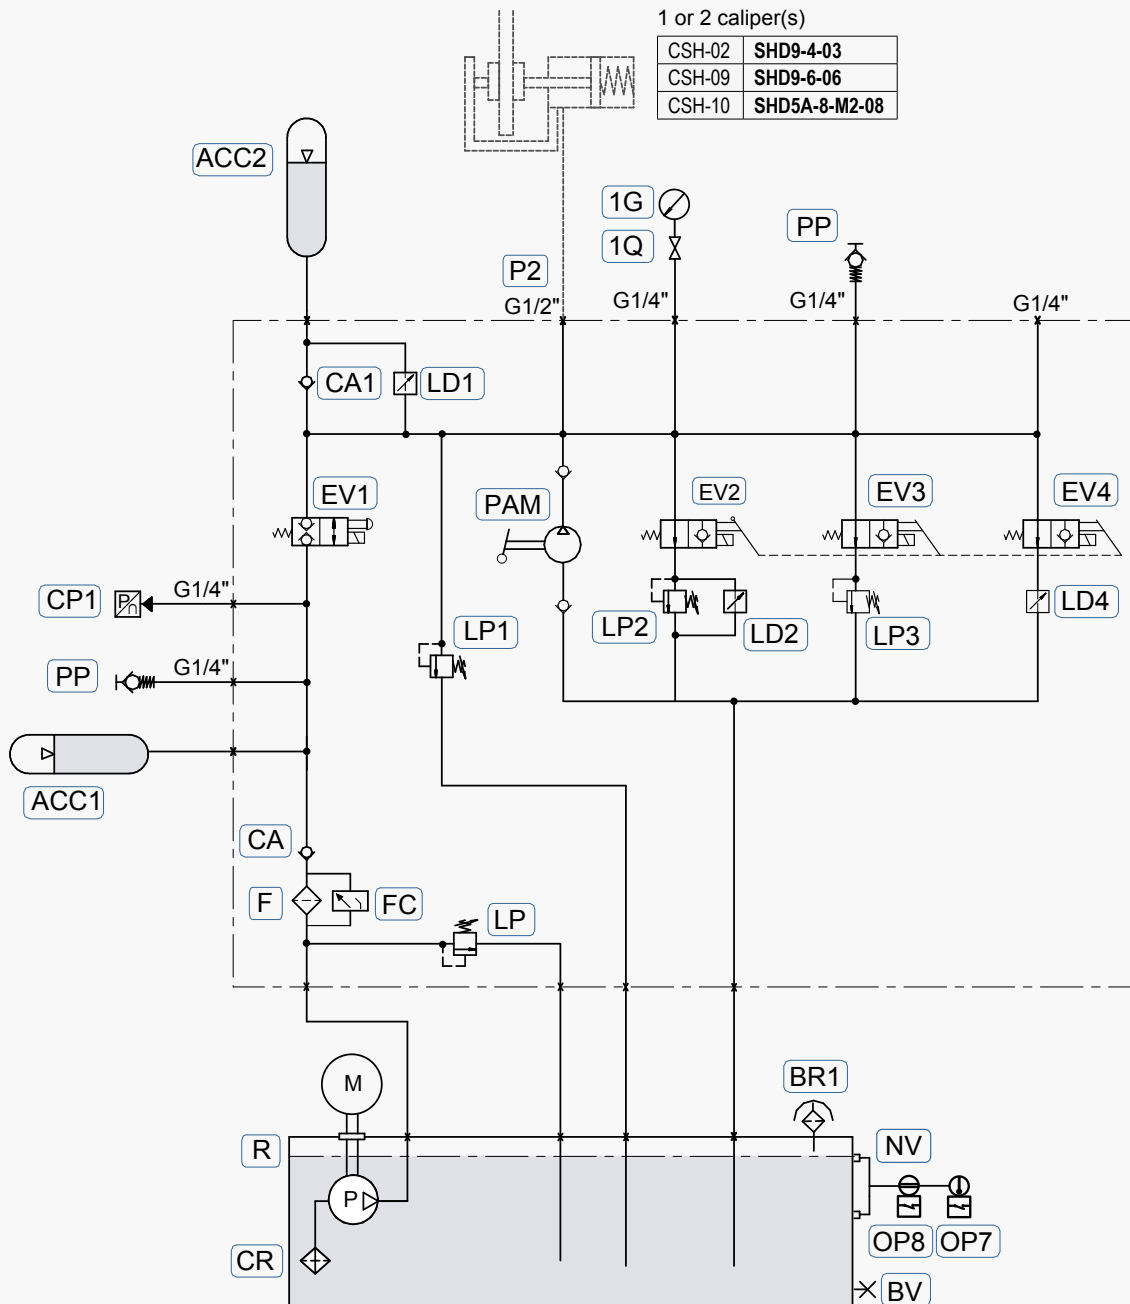 1 or 2 caliper(s)
CSH-02 SHD9-4-03
CSH-09 SHD9-6-06
CSH-10 SHD5A-8-M2-08
ACC2
1G
1Q
PP
P2
G1/2"
G1/4"
G1/4"
G1/4"
CA1
LD1
EV1
PAM
EV2
EV3
EV4
CP1
P
n
G1/4"
LP1
LP2
LD2
LP3
LD4
PP
G1/4"
ACC1
CA
F
FC
LP
M
BR1
R
NV
P
CR
OP8
OP7
BV